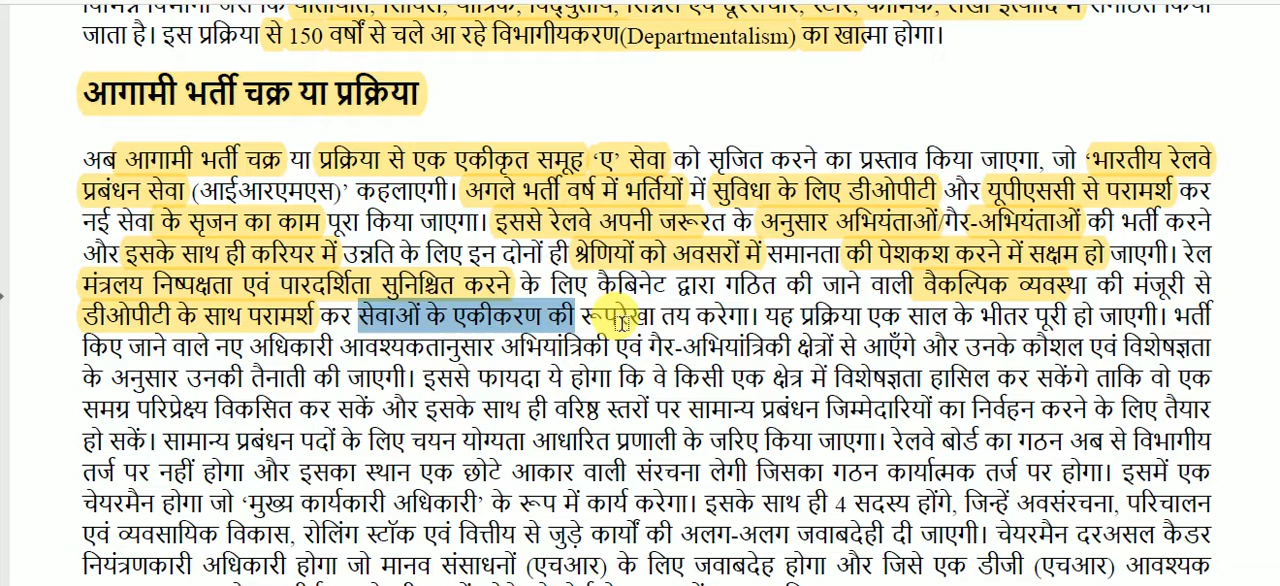 विभिन्न विभागों जैसे कि यातायात, सिविल, यांत्रिक, विद्युतीय, सिग्नल एवं दूरसंचार, स्टोर, कार्मिक, लेखा इत्यादि में संगठित किया
जाता है। इस प्रक्रिया से 150 वर्षों से चले आ रहे विभागीयकरण(Departmentalism) का खात्मा होगा।
आगामी भर्ती चक्र या प्रक्रिया
अब आगामी भर्ती चक्र या प्रक्रिया से एक एकीकृत समूह ‘ए’ सेवा को सृजित करने का प्रस्ताव किया जाएगा, जो ‘भारतीय रेलवे
प्रबंधन सेवा (आईआरएमएस)’ कहलाएगी। अगले भर्ती वर्ष में भर्तियों में सुविधा के लिए डीओपीटी और यूपीएससी से परामर्श कर
नई सेवा के सृजन का काम पूरा किया जाएगा। इससे रेलवे अपनी जरूरत के अनुसार अभियंताओं/गैर-अभियंताओं की भर्ती करने
और इसके साथ ही करियर में उन्नति के लिए इन दोनों ही श्रेणियों को अवसरों में समानता की पेशकश करने में सक्षम हो जाएगी। रेल
मंत्रलय निष्पक्षता एवं पारदर्शिता सुनिश्चित करने के लिए कैबिनेट द्वारा गठित की जाने वाली वैकल्पिक व्यवस्था की मंजूरी से
डीओपीटी के साथ परामर्श कर सेवाओं के एकीकरण की रूपरेखा तय करेगा। यह प्रक्रिया एक साल के भीतर पूरी हो जाएगी। भर्ती
किए जाने वाले नए अधिकारी आवश्यकतानुसार अभियांत्रिकी एवं गैर-अभियांत्रिकी क्षेत्रों से आएँगे और उनके कौशल एवं विशेषज्ञता
के अनुसार उनकी तैनाती की जाएगी। इससे फायदा ये होगा कि वे किसी एक क्षेत्र में विशेषज्ञता हासिल कर सकेंगे ताकि वो एक
समग्र परिप्रेक्ष्य विकसित कर सकें और इसके साथ ही वरिष्ठ स्तरों पर सामान्य प्रबंधन जिम्मेदारियों का निर्वहन करने के लिए तैयार
हो सकें। सामान्य प्रबंधन पदों के लिए चयन योग्यता आधारित प्रणाली के जरिए किया जाएगा। रेलवे बोर्ड का गठन अब से विभागीय
तर्ज पर नहीं होगा और इसका स्थान एक छोटे आकार वाली संरचना लेगी जिसका गठन कार्यात्मक तर्ज पर होगा। इसमें एक
चेयरमैन होगा जो ‘मुख्य कार्यकारी अधिकारी’ के रूप में कार्य करेगा। इसके साथ ही 4 सदस्य होंगे, जिन्हें अवसंरचना, परिचालन
एवं व्यवसायिक विकास, रोलिंग स्टॉक एवं वित्तीय से जुड़े कार्यों की अलग-अलग जवाबदेही दी जाएगी। चेयरमैन दरअसल कैडर
नियंत्रणकारी अधिकारी होगा जो मानव संसाधनों (एचआर) के लिए जवाबदेह होगा और जिसे एक डीजी (एचआर) आवश्यक